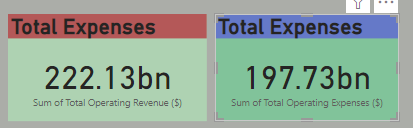 Total Expenses
222.13bn
Sum of Total Operating Revenue ($)
Total Expenses
197.73bn
Sum of Total Operating Expenses ($)